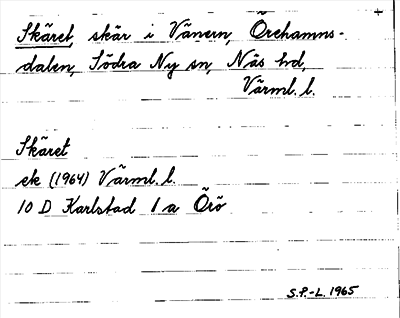 +
Skäret, skär i Vänern, Örehamns-
dalen, Södra Ny sn, Näs hd
Värml. l.
Skäret
ek (1964) Värml. l.
10 D Karlstad 1 a Örö
S.P.-L. 1965